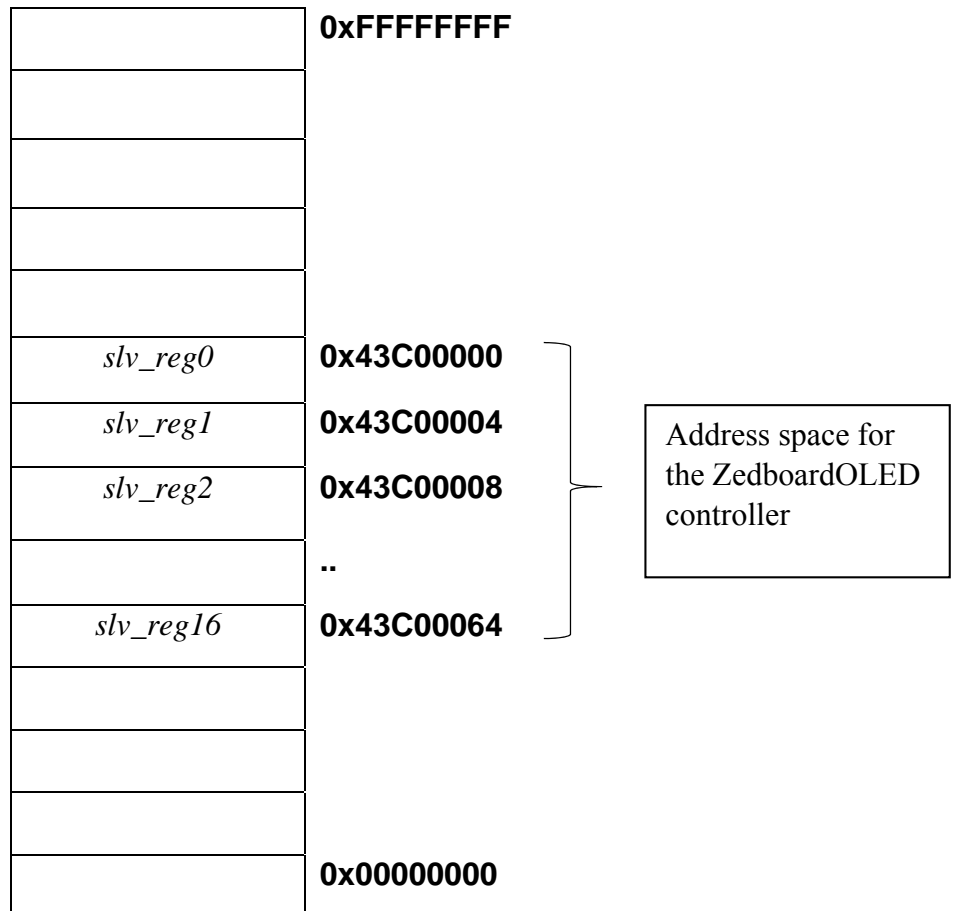 0xFFFFFFFF
slv_reg0 0x43C00000
slv_reg1 0x43C00004
slv_reg2 0x43C00008
..
slv_reg16 0x43C00064
0x00000000
Address space for
the ZedboardOLED
controller